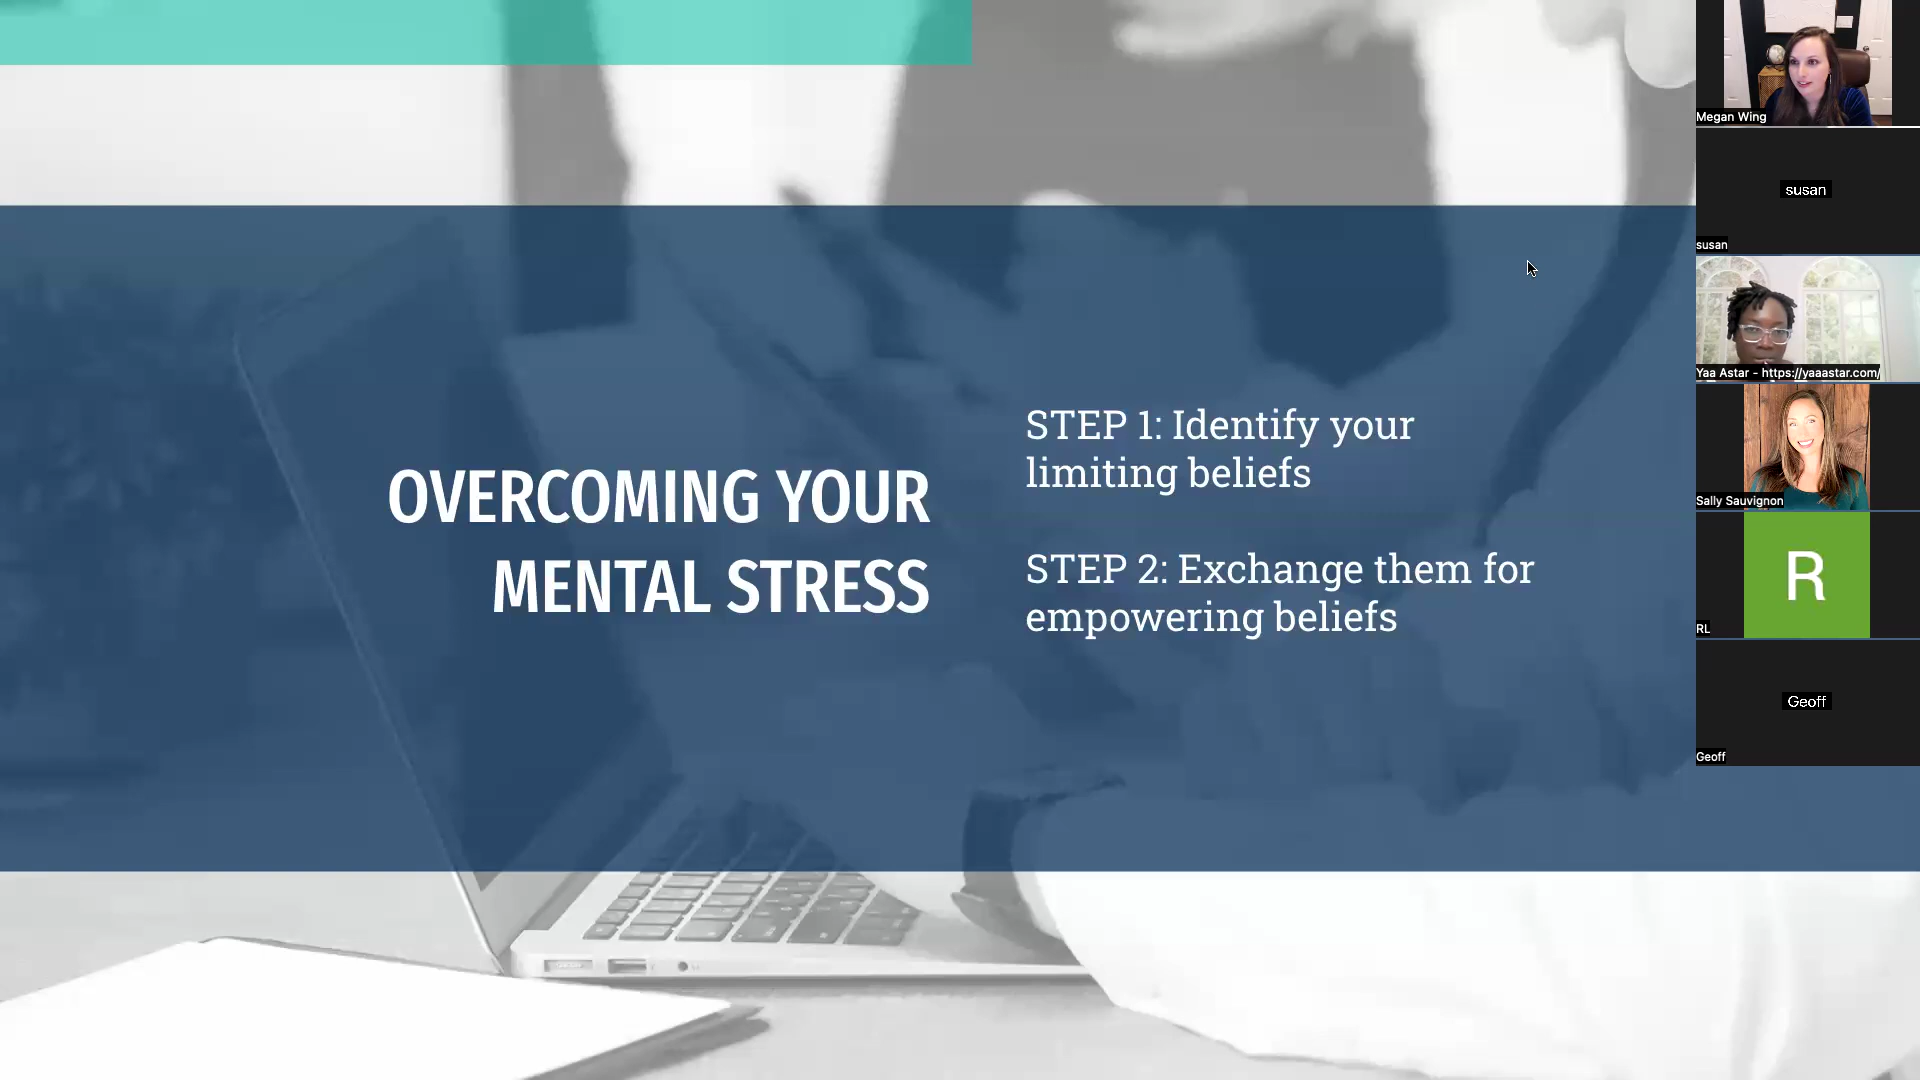 OVERCOMING YOUR
MENTAL STRESS
STEP 1: Identify your
limiting beliefs
STEP 2: Exchange them for
empowering beliefs
Megan Wing
susan
susan
Yaa Astar - https://yaaastar.com/
Sally Sauvignon
R
RL
Geoff
Geoff